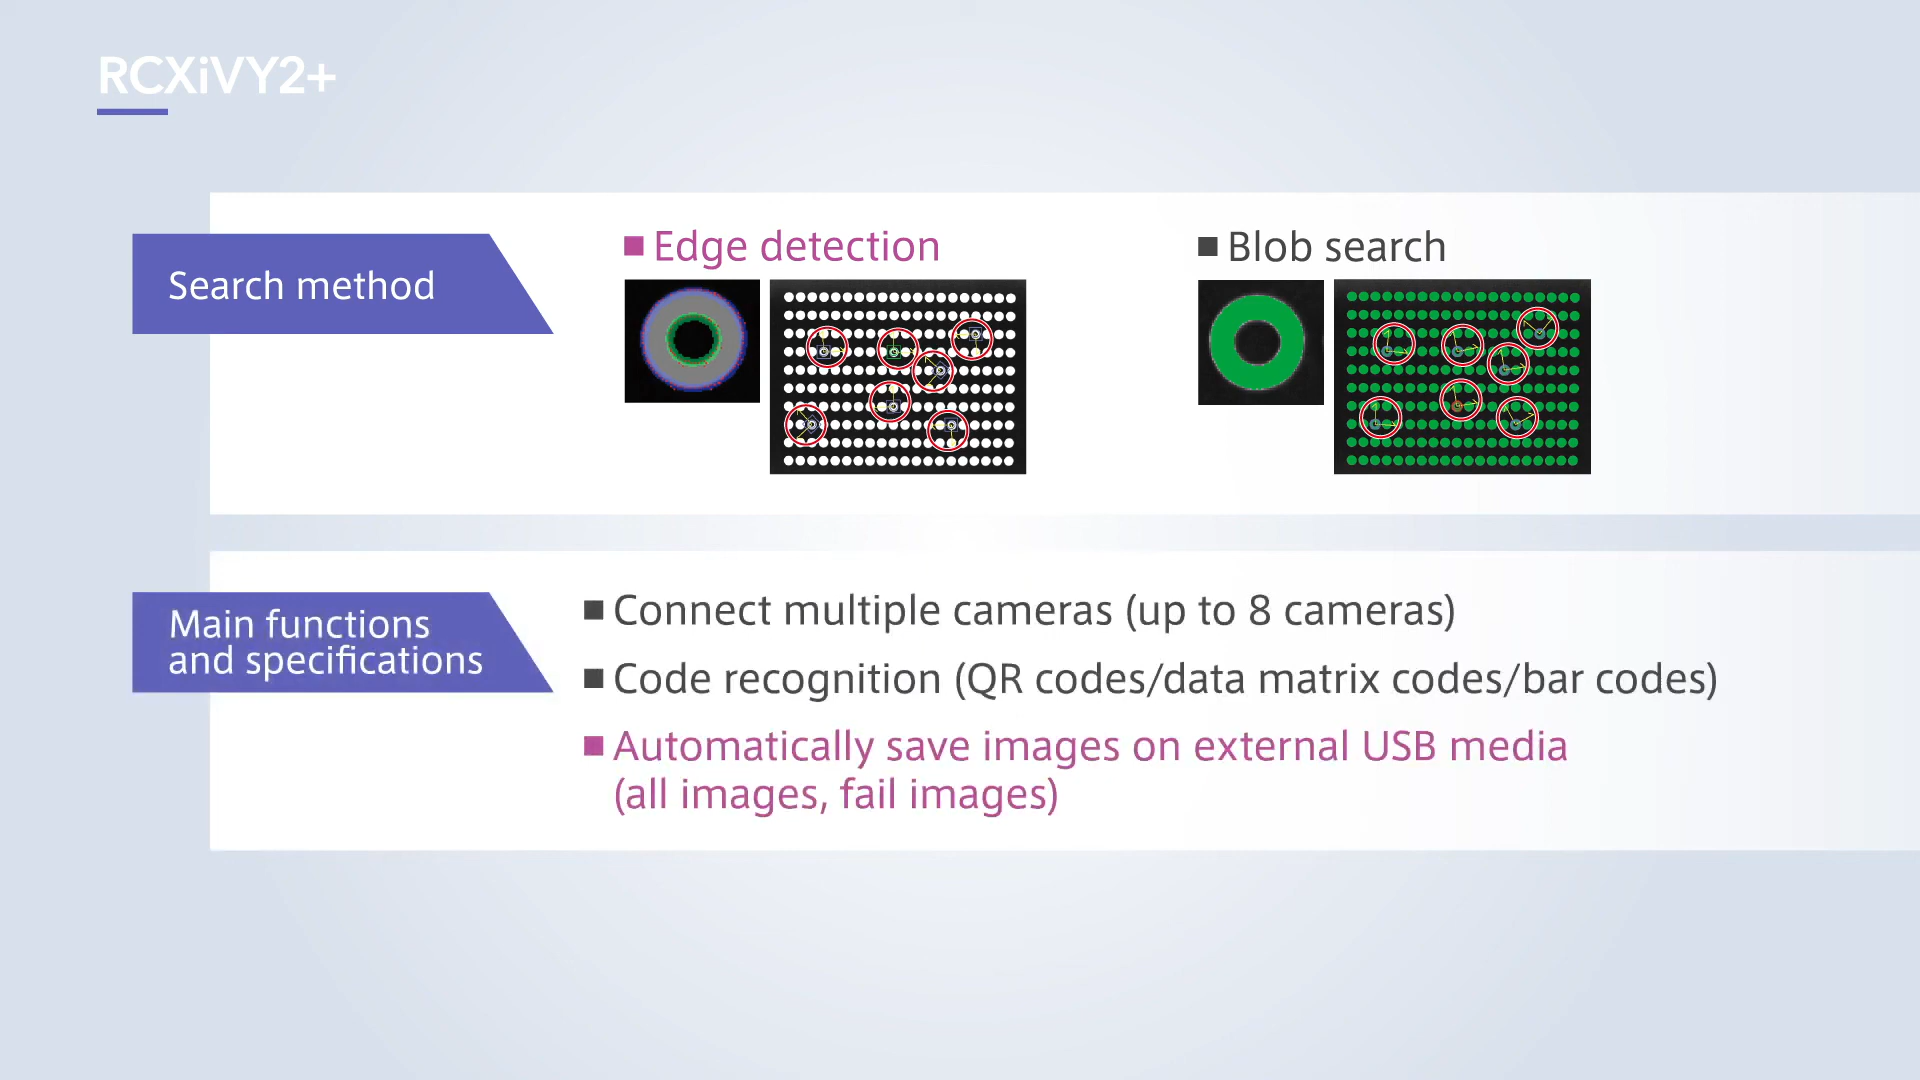 RCXiVY2+
Search method
■ Edge detection
■ Blob search
Main functions
and specifications
■ Connect multiple cameras (up to 8 cameras)
■ Code recognition (QR codes/data matrix codes/bar codes)
■ Automatically save images on external USB media
(all images, fail images)